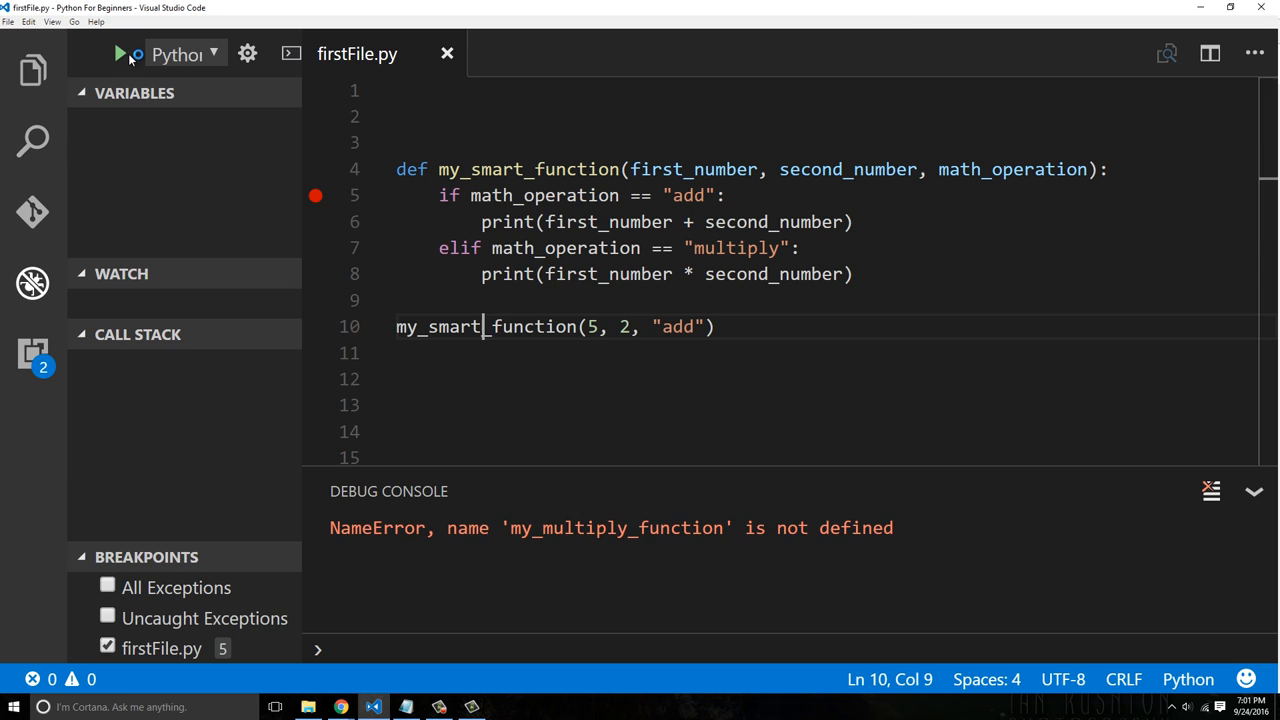 firstFile.py - Python For Beginners - Visual Studio Code
File Edit View Go Help
Pythor
firstFile.py
VARIABLES
WATCH
CALL STACK
2
BREAKPOINTS
All Exceptions
Uncaught Exceptions
firstFile.py 5
1
2
3
4 def my_smart_function(first_number, second_number, math_operation):
5 if math_operation == "add":
6 print(first_number + second_number)
7 elif math_operation == "multiply":
8 print(first_number * second_number)
9
10 my_smart_function(5, 2, "add")
11
12
13
14
15
DEBUG CONSOLE
NameError, name 'my_multiply_function' is not defined
0 0 Ln 10, Col 9 Spaces: 4 UTF-8 CRLF Python
I'm Cortana. Ask me anything.
7:01 PM
9/24/2016